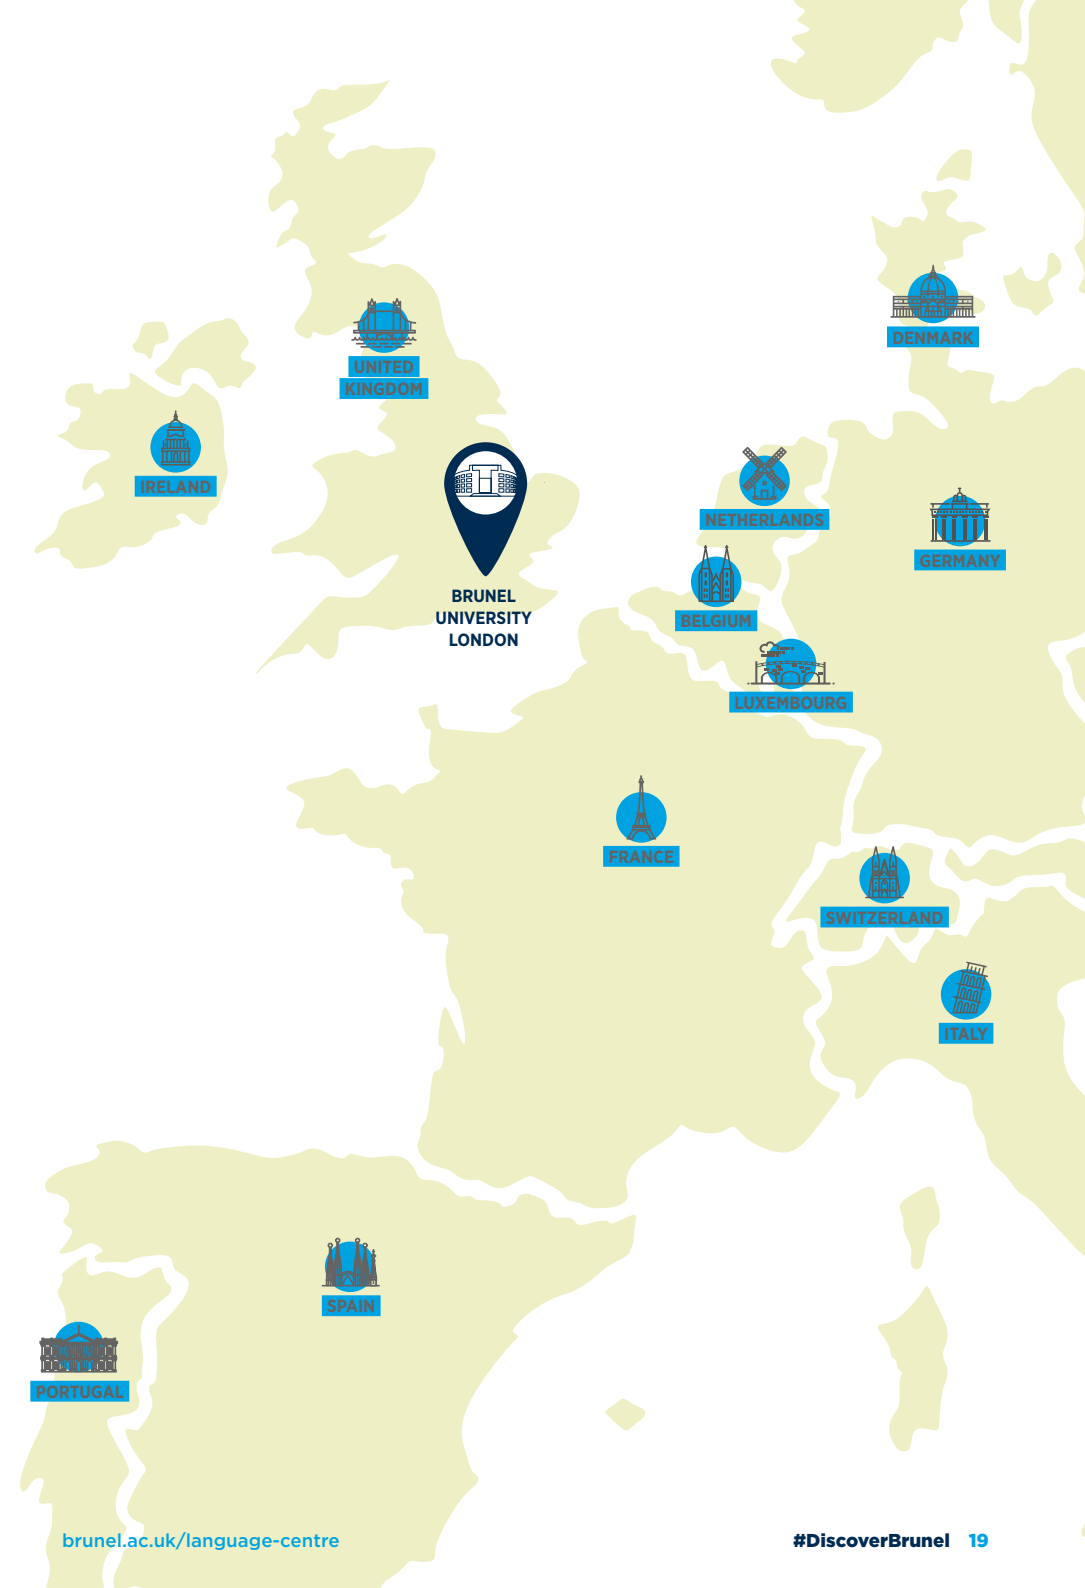 DENMARK
UNITED
KINGDOM
IRELAND
NETHERLANDS
GERMANY
BRUNEL
UNIVERSITY
LONDON
BELGIUM
LUXEMBOURG
FRANCE
SWITZERLAND
ITALY
SPAIN
PORTUGAL
brunel.ac.uk/language-centre
#DiscoverBrunel 19